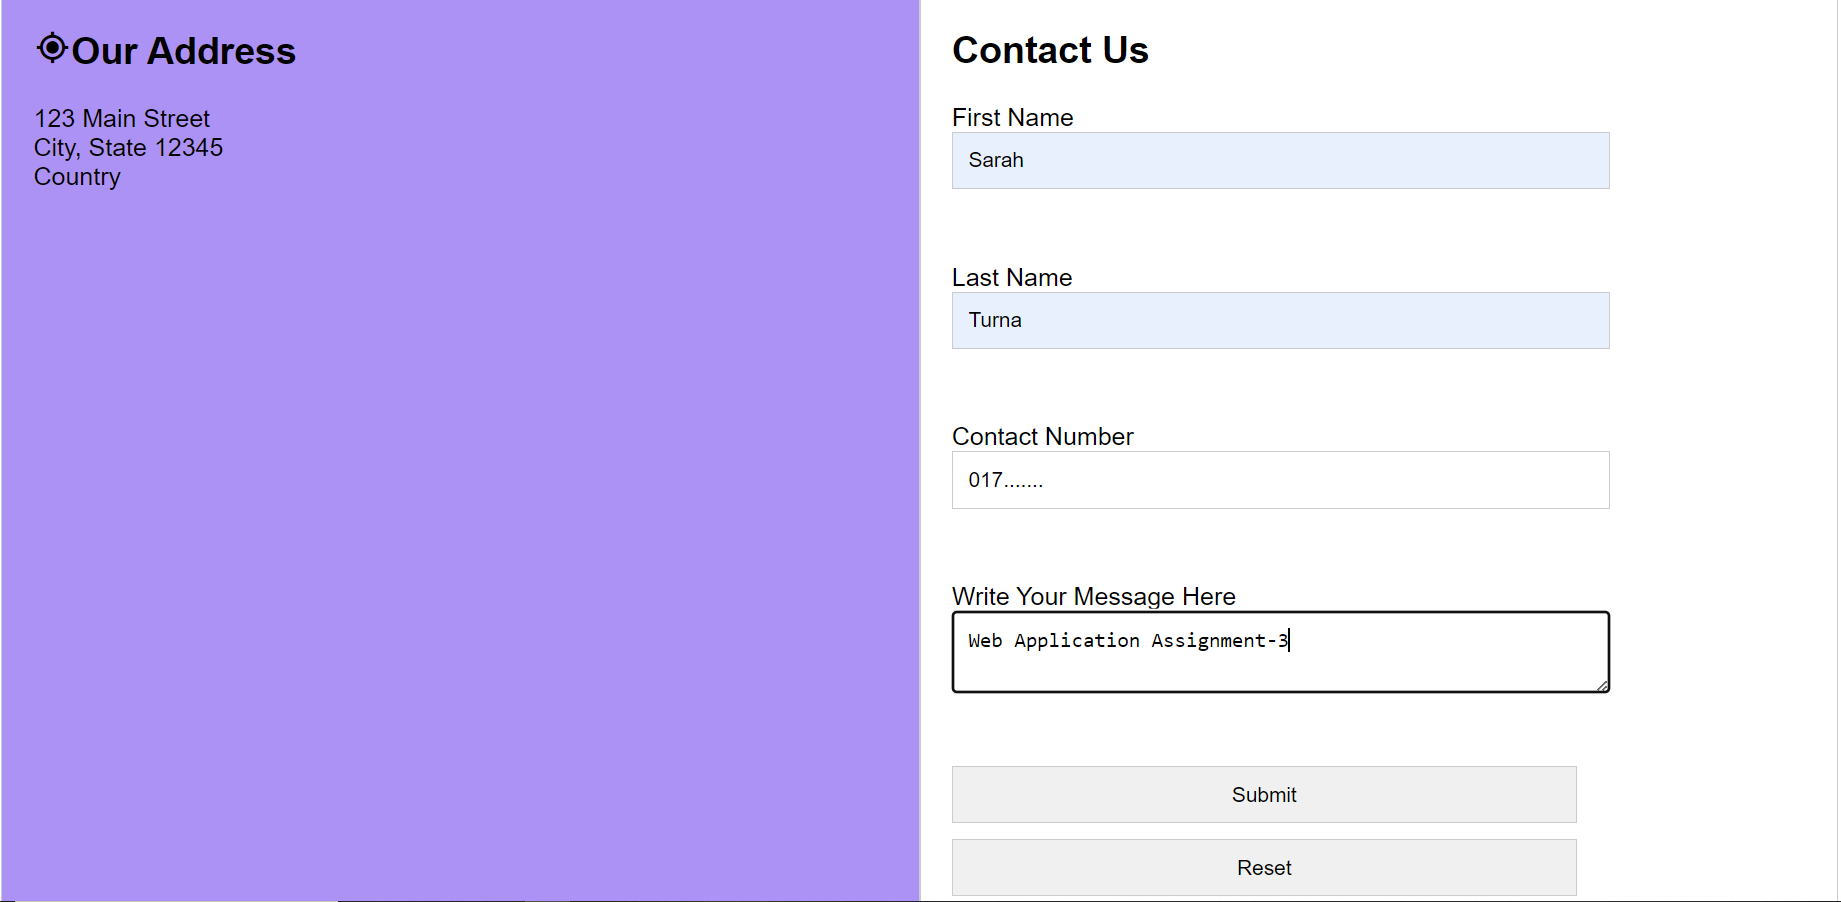 Our Address
123 Main Street
City, State 12345
Country
Contact Us
First Name
Sarah
Last Name
Turna
Contact Number
017.......
Write Your Message Here
Web Application Assignment-3
Submit
Reset